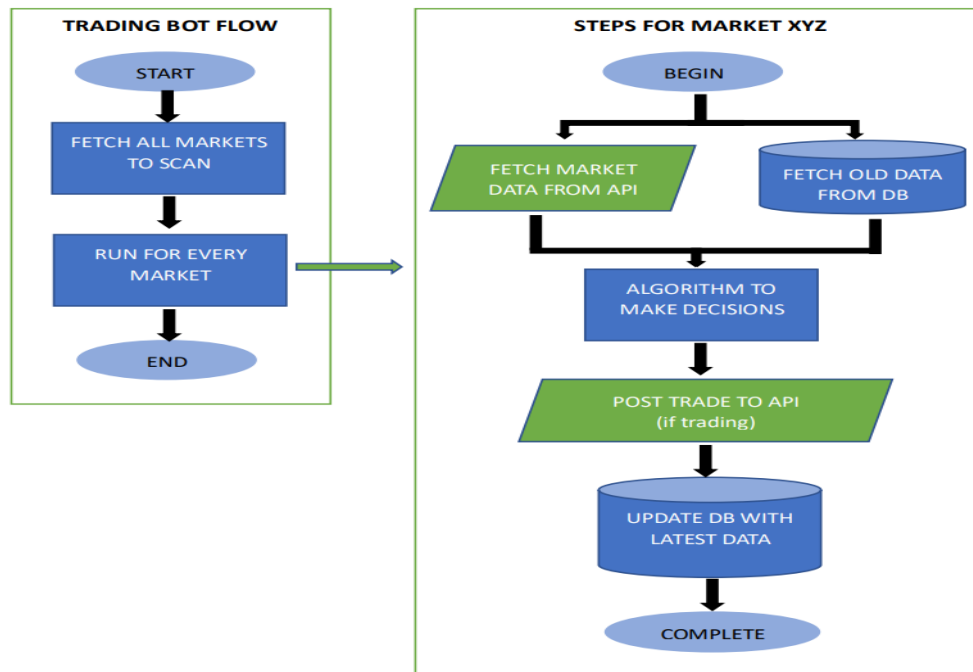 TRADING BOT FLOW
START
FETCH ALL MARKETS
TO SCAN
RUN FOR EVERY
MARKET
END
STEPS FOR MARKET XYZ
BEGIN
FETCH MARKET
DATA FROM API
FETCH OLD DATA
FROM DB
ALGORITHM TO
MAKE DECISIONS
POST TRADE TO API
(if trading)
UPDATE DB WITH
LATEST DATA
COMPLETE